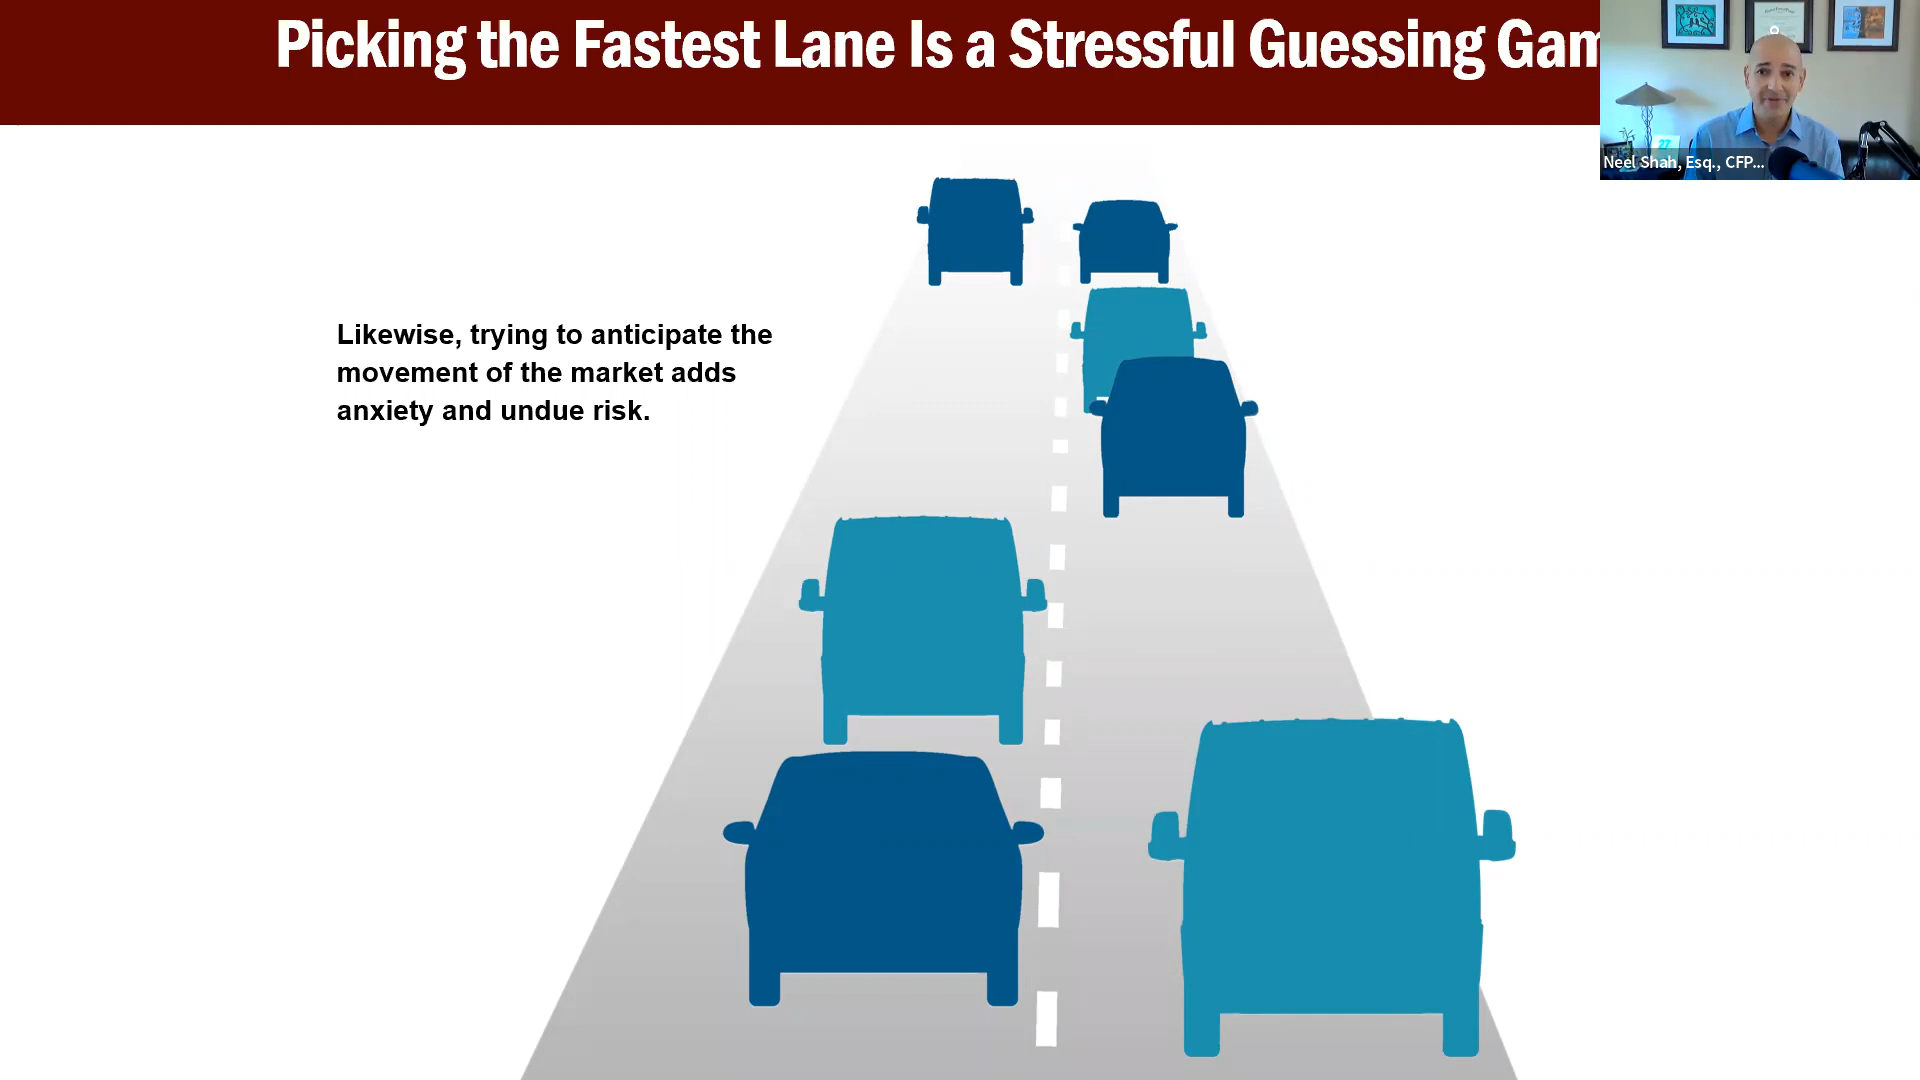 Picking the Fastest Lane Is a Stressful Guessing Gam
Neel Shah, Esq., CFP...
27
Likewise, trying to anticipate the
movement of the market adds
anxiety and undue risk.